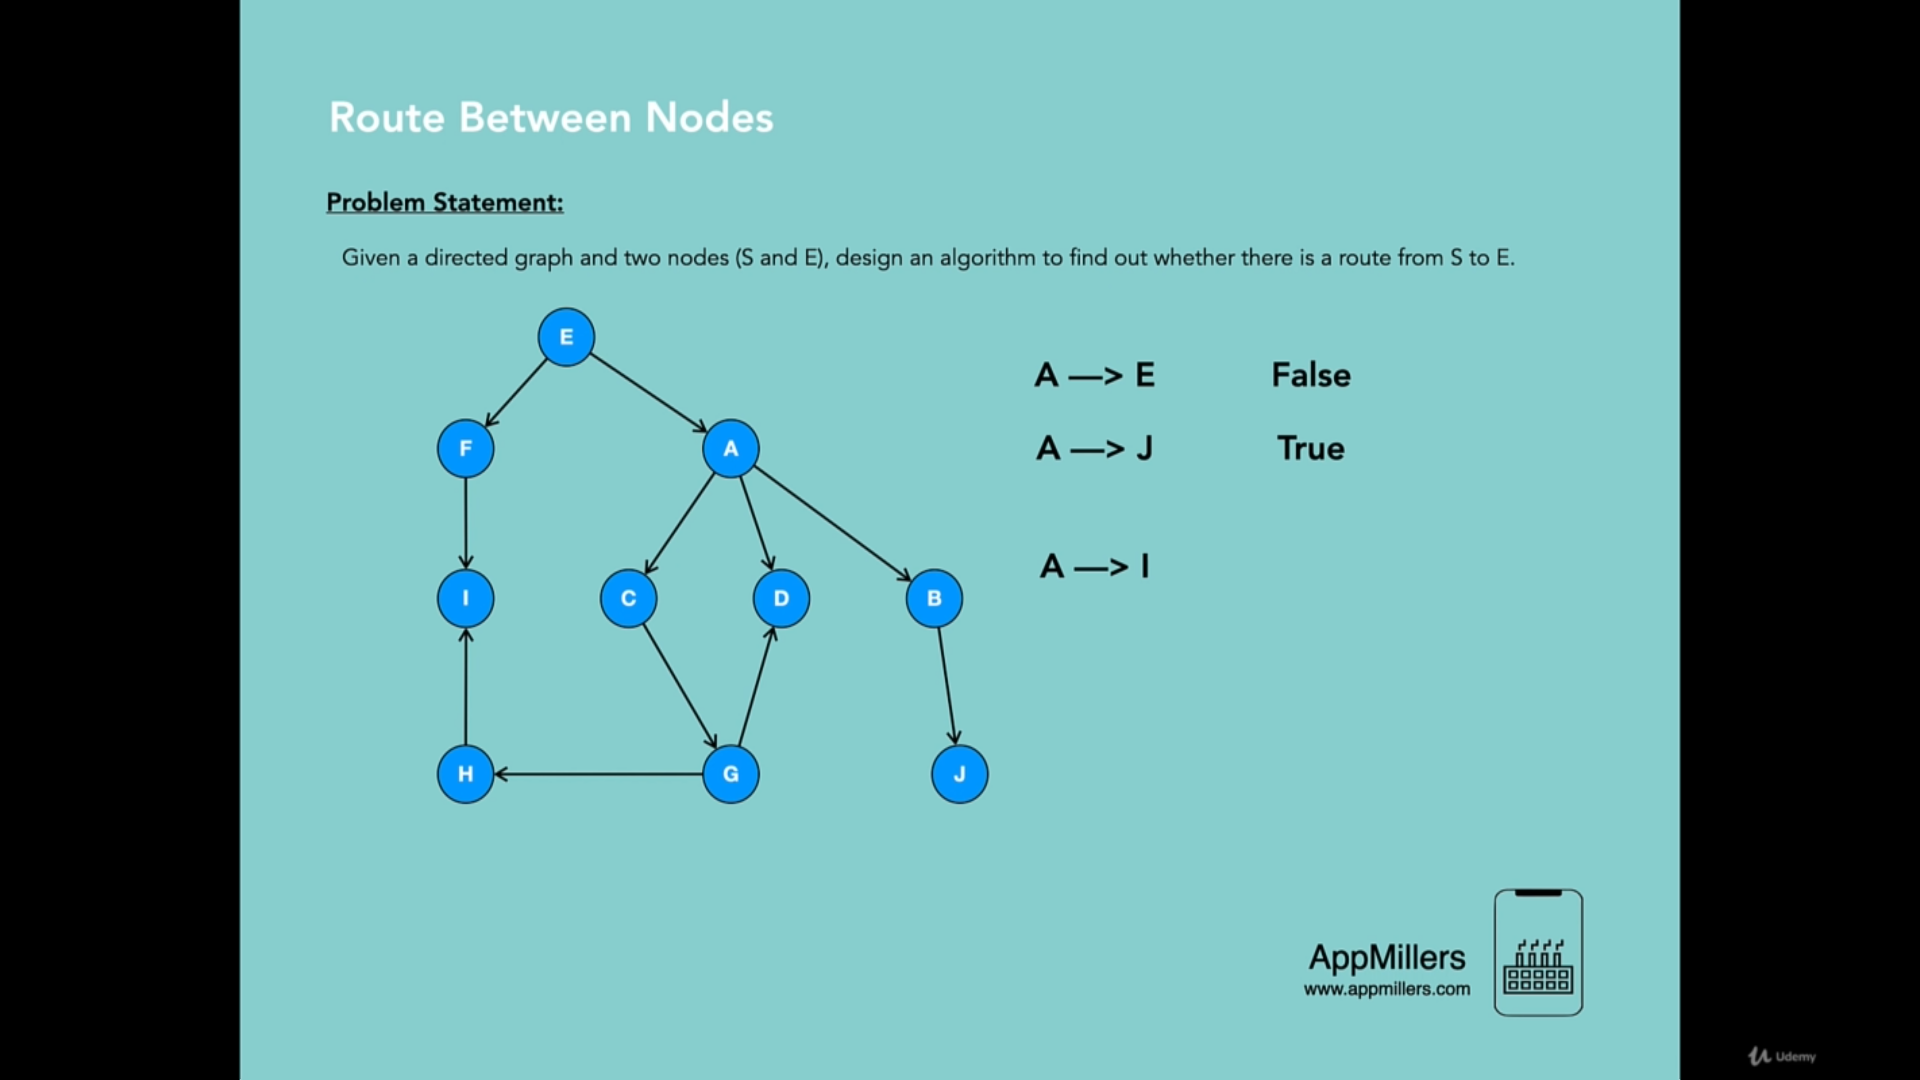 Route Between Nodes
Problem Statement:
Given a directed graph and two nodes (S and E), design an algorithm to find out whether there is a route from S to E.
E
A —> E False
F
A
A —> J True
A —> I
I
C
D
B
H
G
J
AppMillers
www.appmillers.com
Udemy